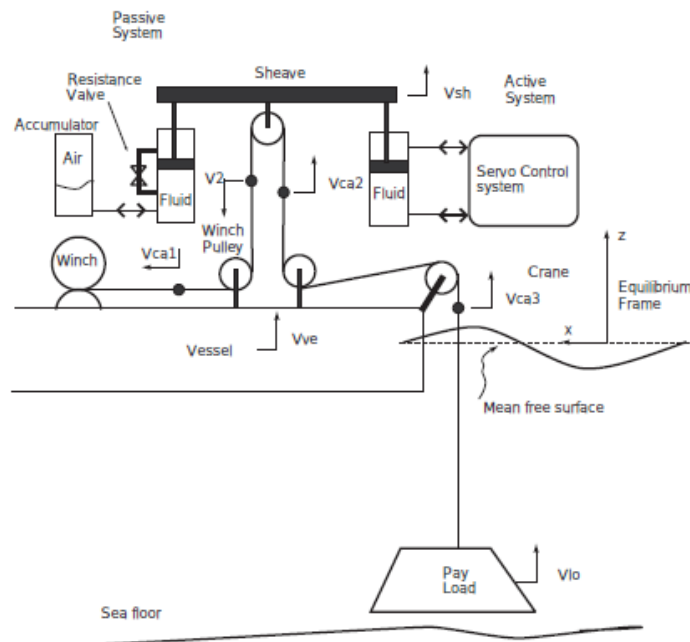 Passive
System
Sheave
Resistance
Valve
Vsh
Active
System
Accumulator
Air
Fluid
V2
Vca2
Fluid
Servo Control
system
Winch
Pulley
Vca1
Winch
z
Crane
Equilibrium
Frame
Vca3
x
Vessel
Vve
Mean free surface
Pay
Load
Vlo
Sea floor